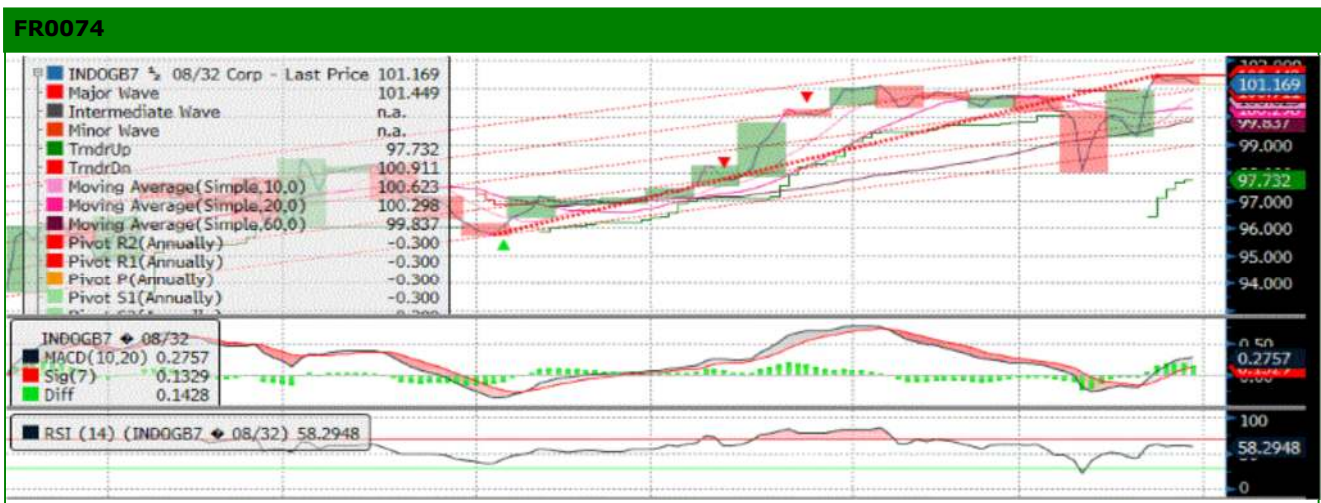 FR0074
INDOGB7 ½ 08/32 Corp - Last Price 101.169
Major Wave 101.449
Intermediate Wave n.a.
Minor Wave n.a.
TrndrUp 97.732
TrndrDn 100.911
Moving Average(Simple,10,0) 100.623
Moving Average(Simple,20,0) 100.298
Moving Average(Simple,60,0) 99.837
Pivot R2(Annually) -0.300
Pivot R1(Annually) -0.300
Pivot P(Annually) -0.300
Pivot S1(Annually) -0.300
101.169
99.837
99.000
97.732
97.000
96.000
95.000
94.000
INDOGB7 � 08/32
MACD(10,20) 0.2757
Sig(7) 0.1329
Diff 0.1428
0.50
0.2757
RSI (14) (INDOGB7 � 08/32) 58.2948
100
58.2948
0